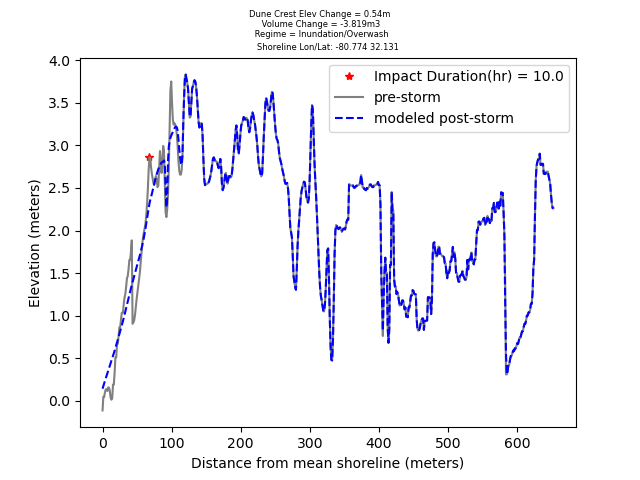 Dune Crest Elev Change = 0.54m
Volume Change = -3.819m3
Regime = Inundation/Overwash
Shoreline Lon/Lat: -80.774 32.131
Impact Duration(hr) = 10.0
pre-storm
modeled post-storm
Elevation (meters)
4.0
3.5
3.0
2.5
2.0
1.5
1.0
0.5
0.0
0 100 200 300 400 500 600
Distance from mean shoreline (meters)